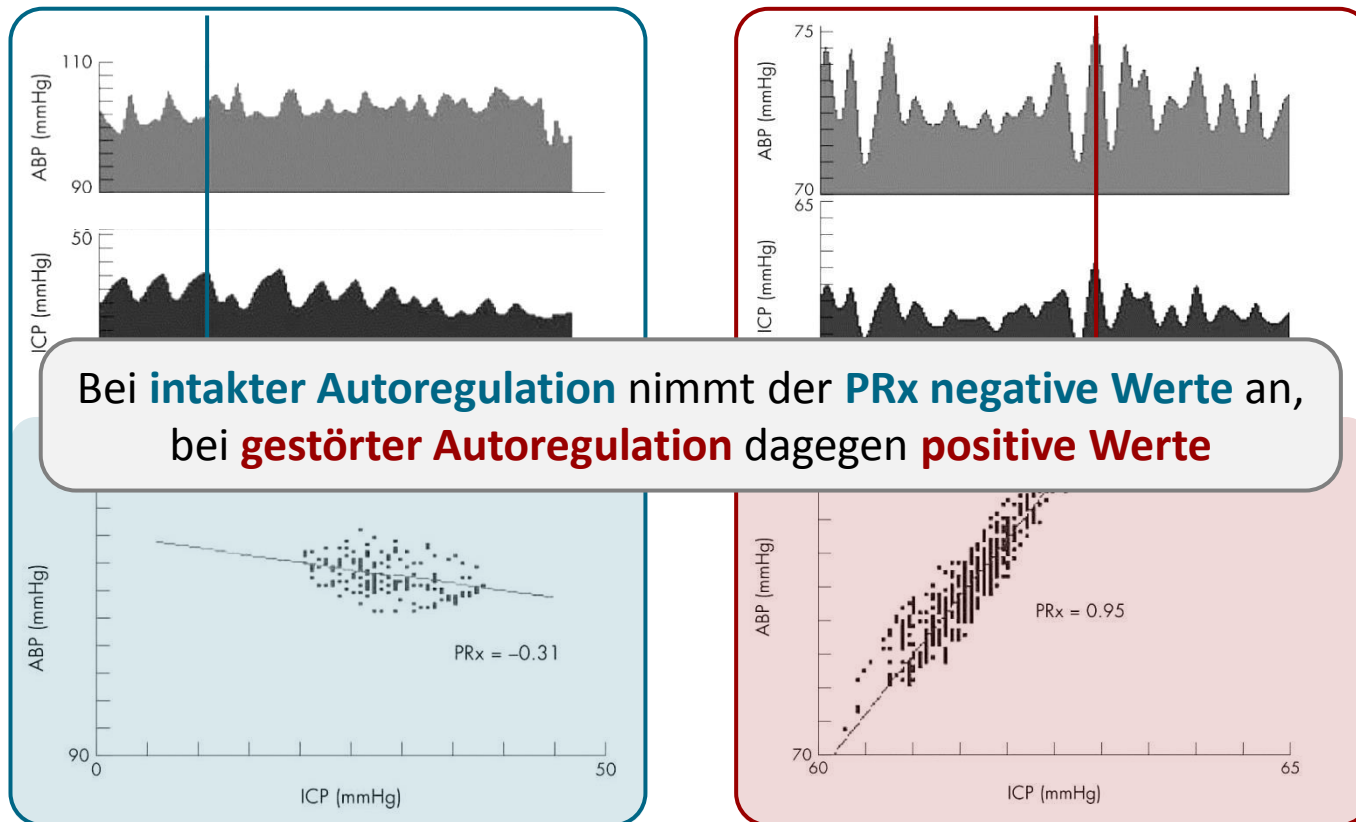 110
ABP (mmHg)
90
50
ICP (mmHg)
75
ABP (mmHg)
70
65
ICP (mmHg)
Bei intakter Autoregulation nimmt der PRx negative Werte an,
bei gestörter Autoregulation dagegen positive Werte
ABP (mmHg)
PRx = –0.31
90
0
50
ICP (mmHg)
ABP (mmHg)
PRx = 0.95
70
60
65
ICP (mmHg)